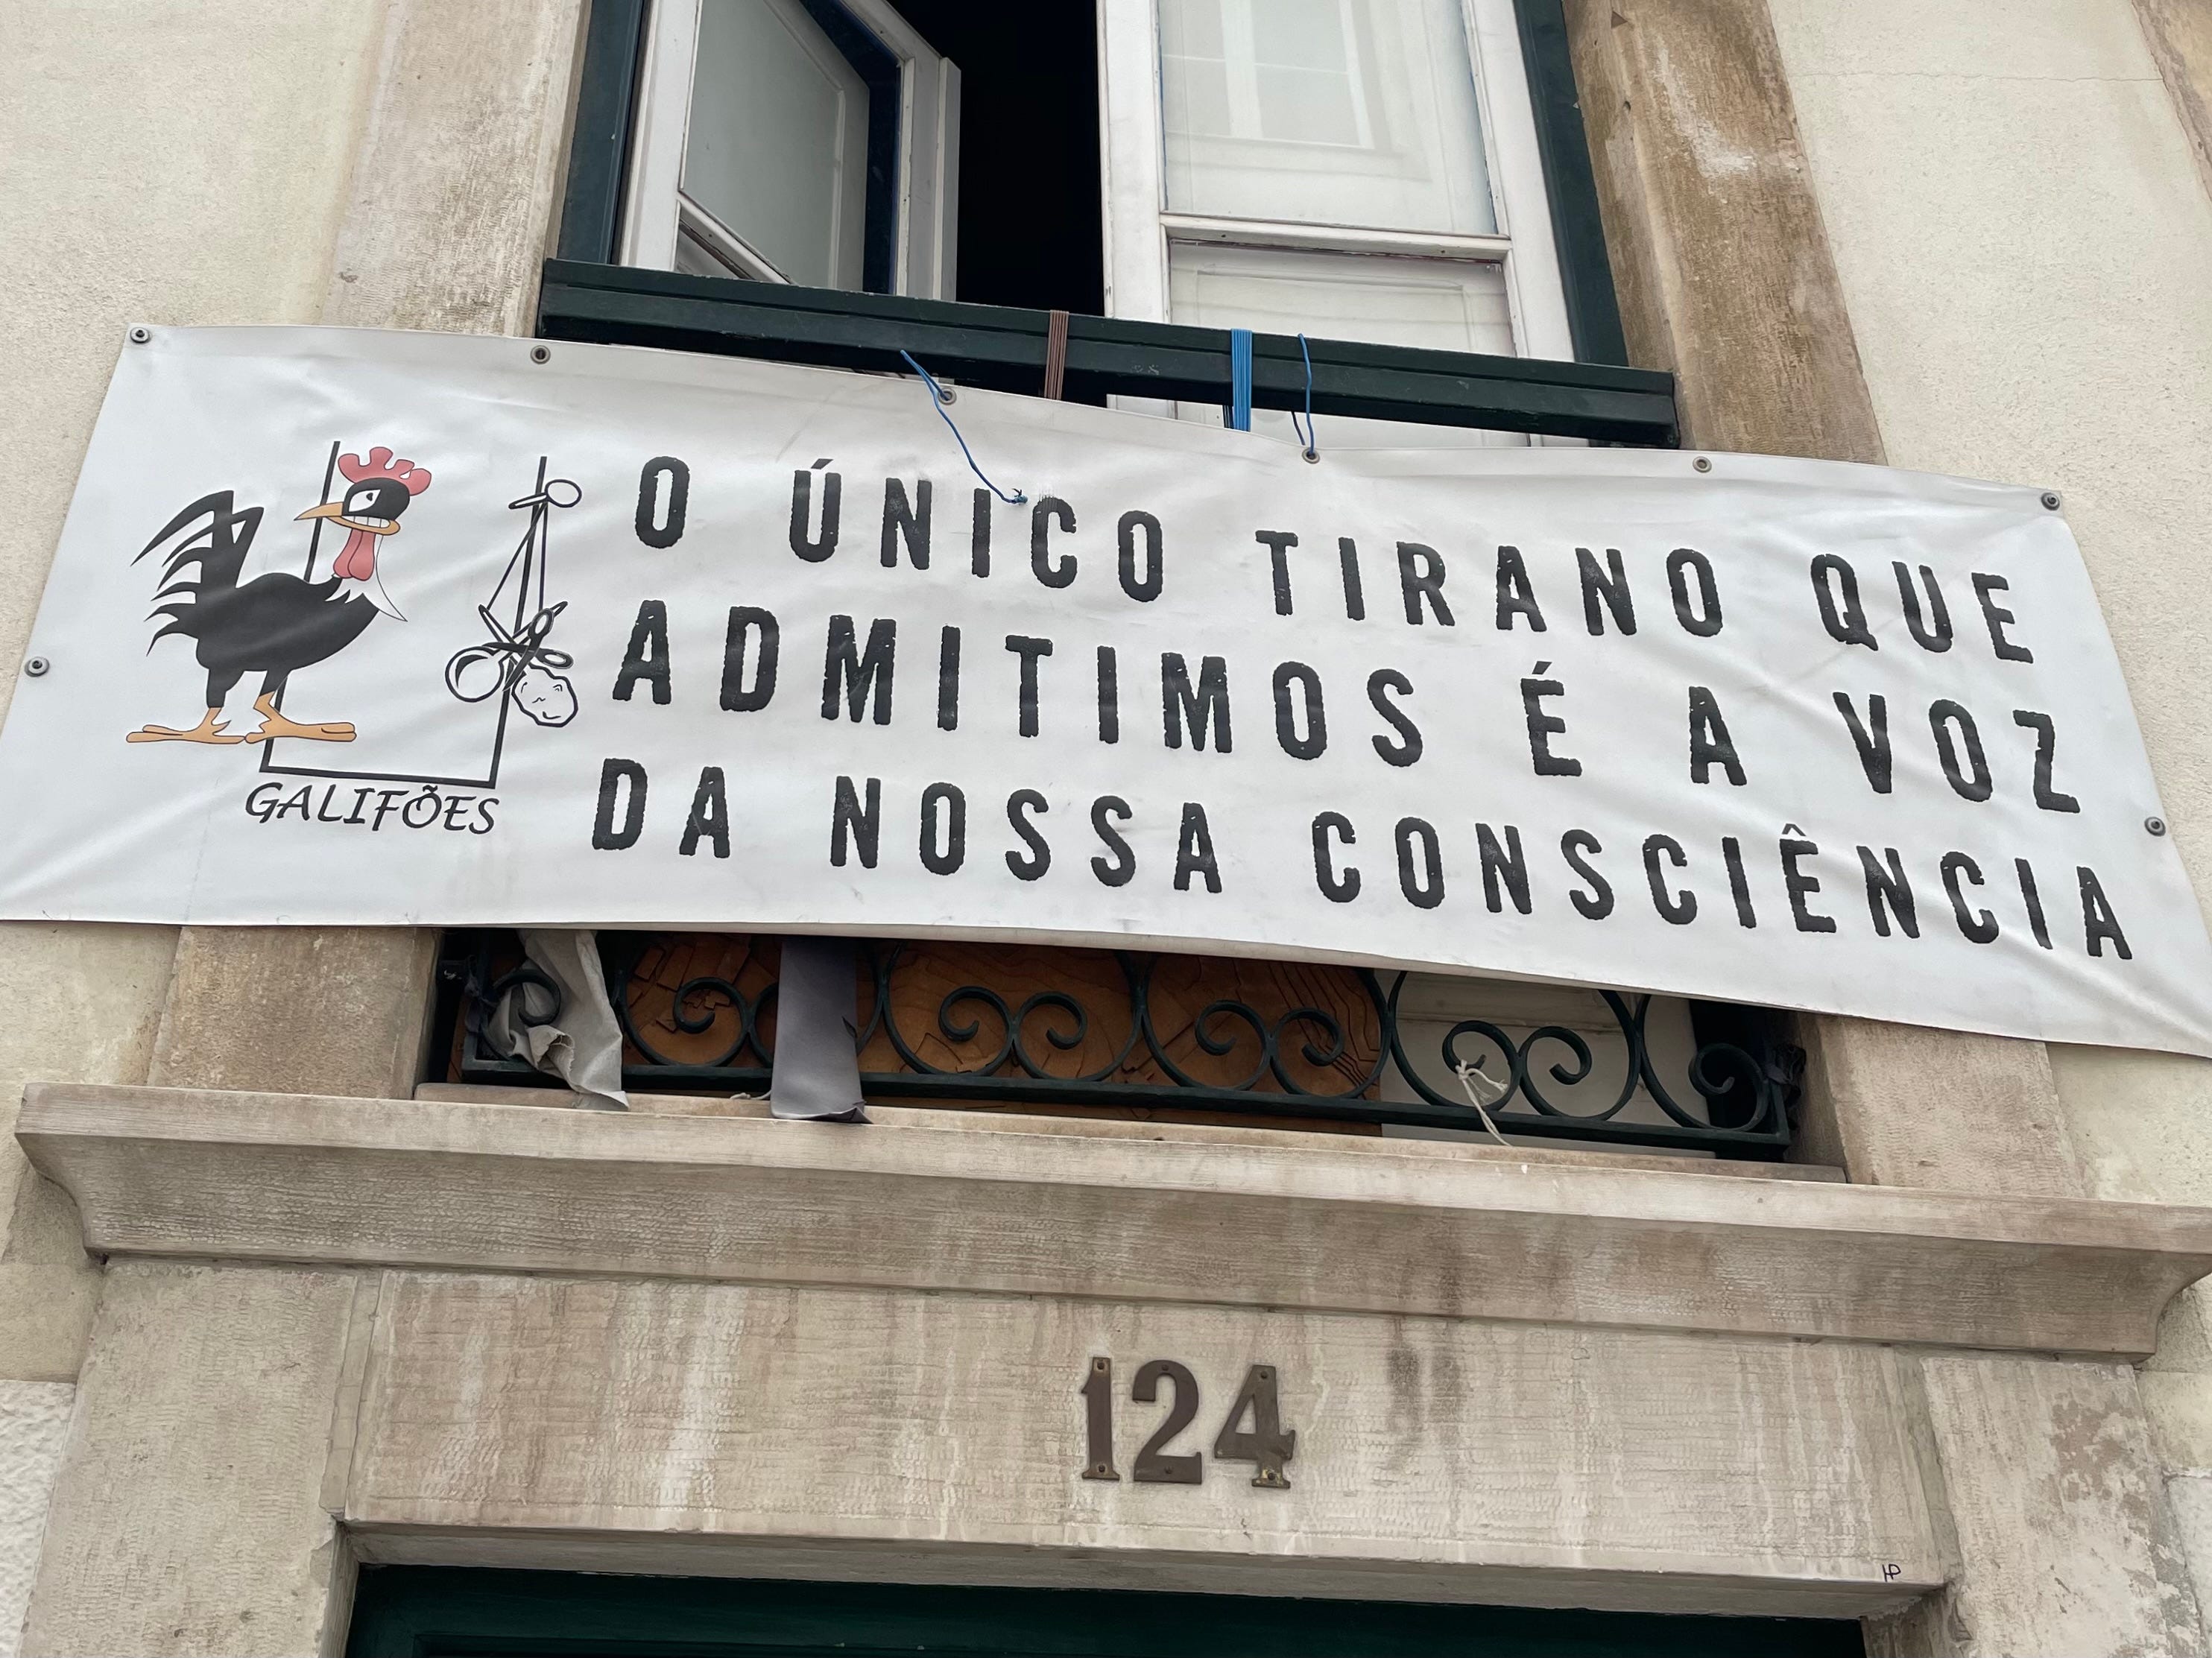 O ÚNICO TIRANO QUE
ADMITIMOS É A VOZ
DA NOSSA CONSCIÊNCIA
GALIFÕES
124